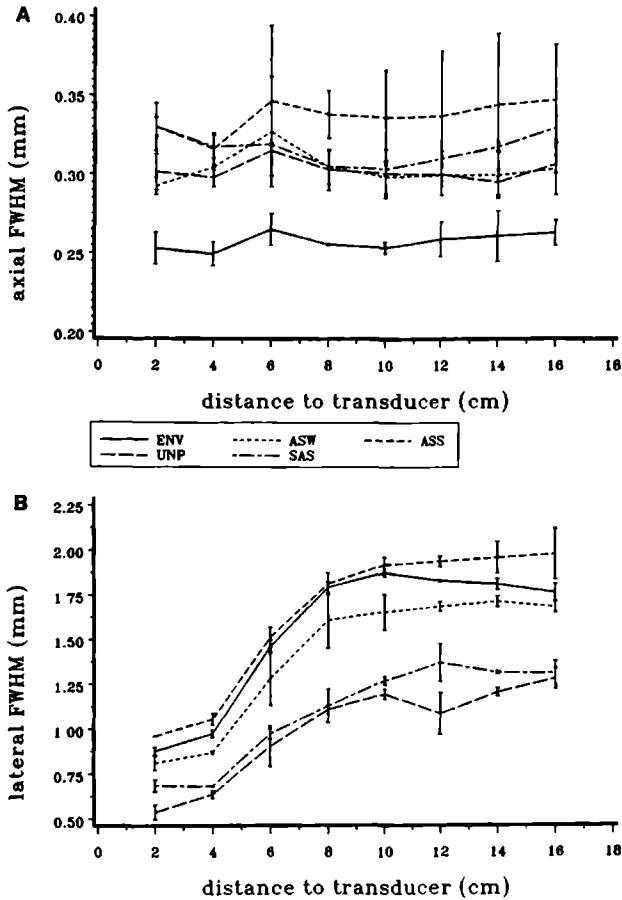 A
0.40
0.35
0.30
0.25
0.20
axial FWHM (mm)
0 2 4 6 8 10 12 14 16 18
distance to transducer (cm)
ENV ASW ASS
UNP SAS
B
2.25
2.00
1.75
1.50
1.25
1.00
0.75
0.50
lateral FWHM (mm)
0 2 4 6 8 10 12 14 16 18
distance to transducer (cm)